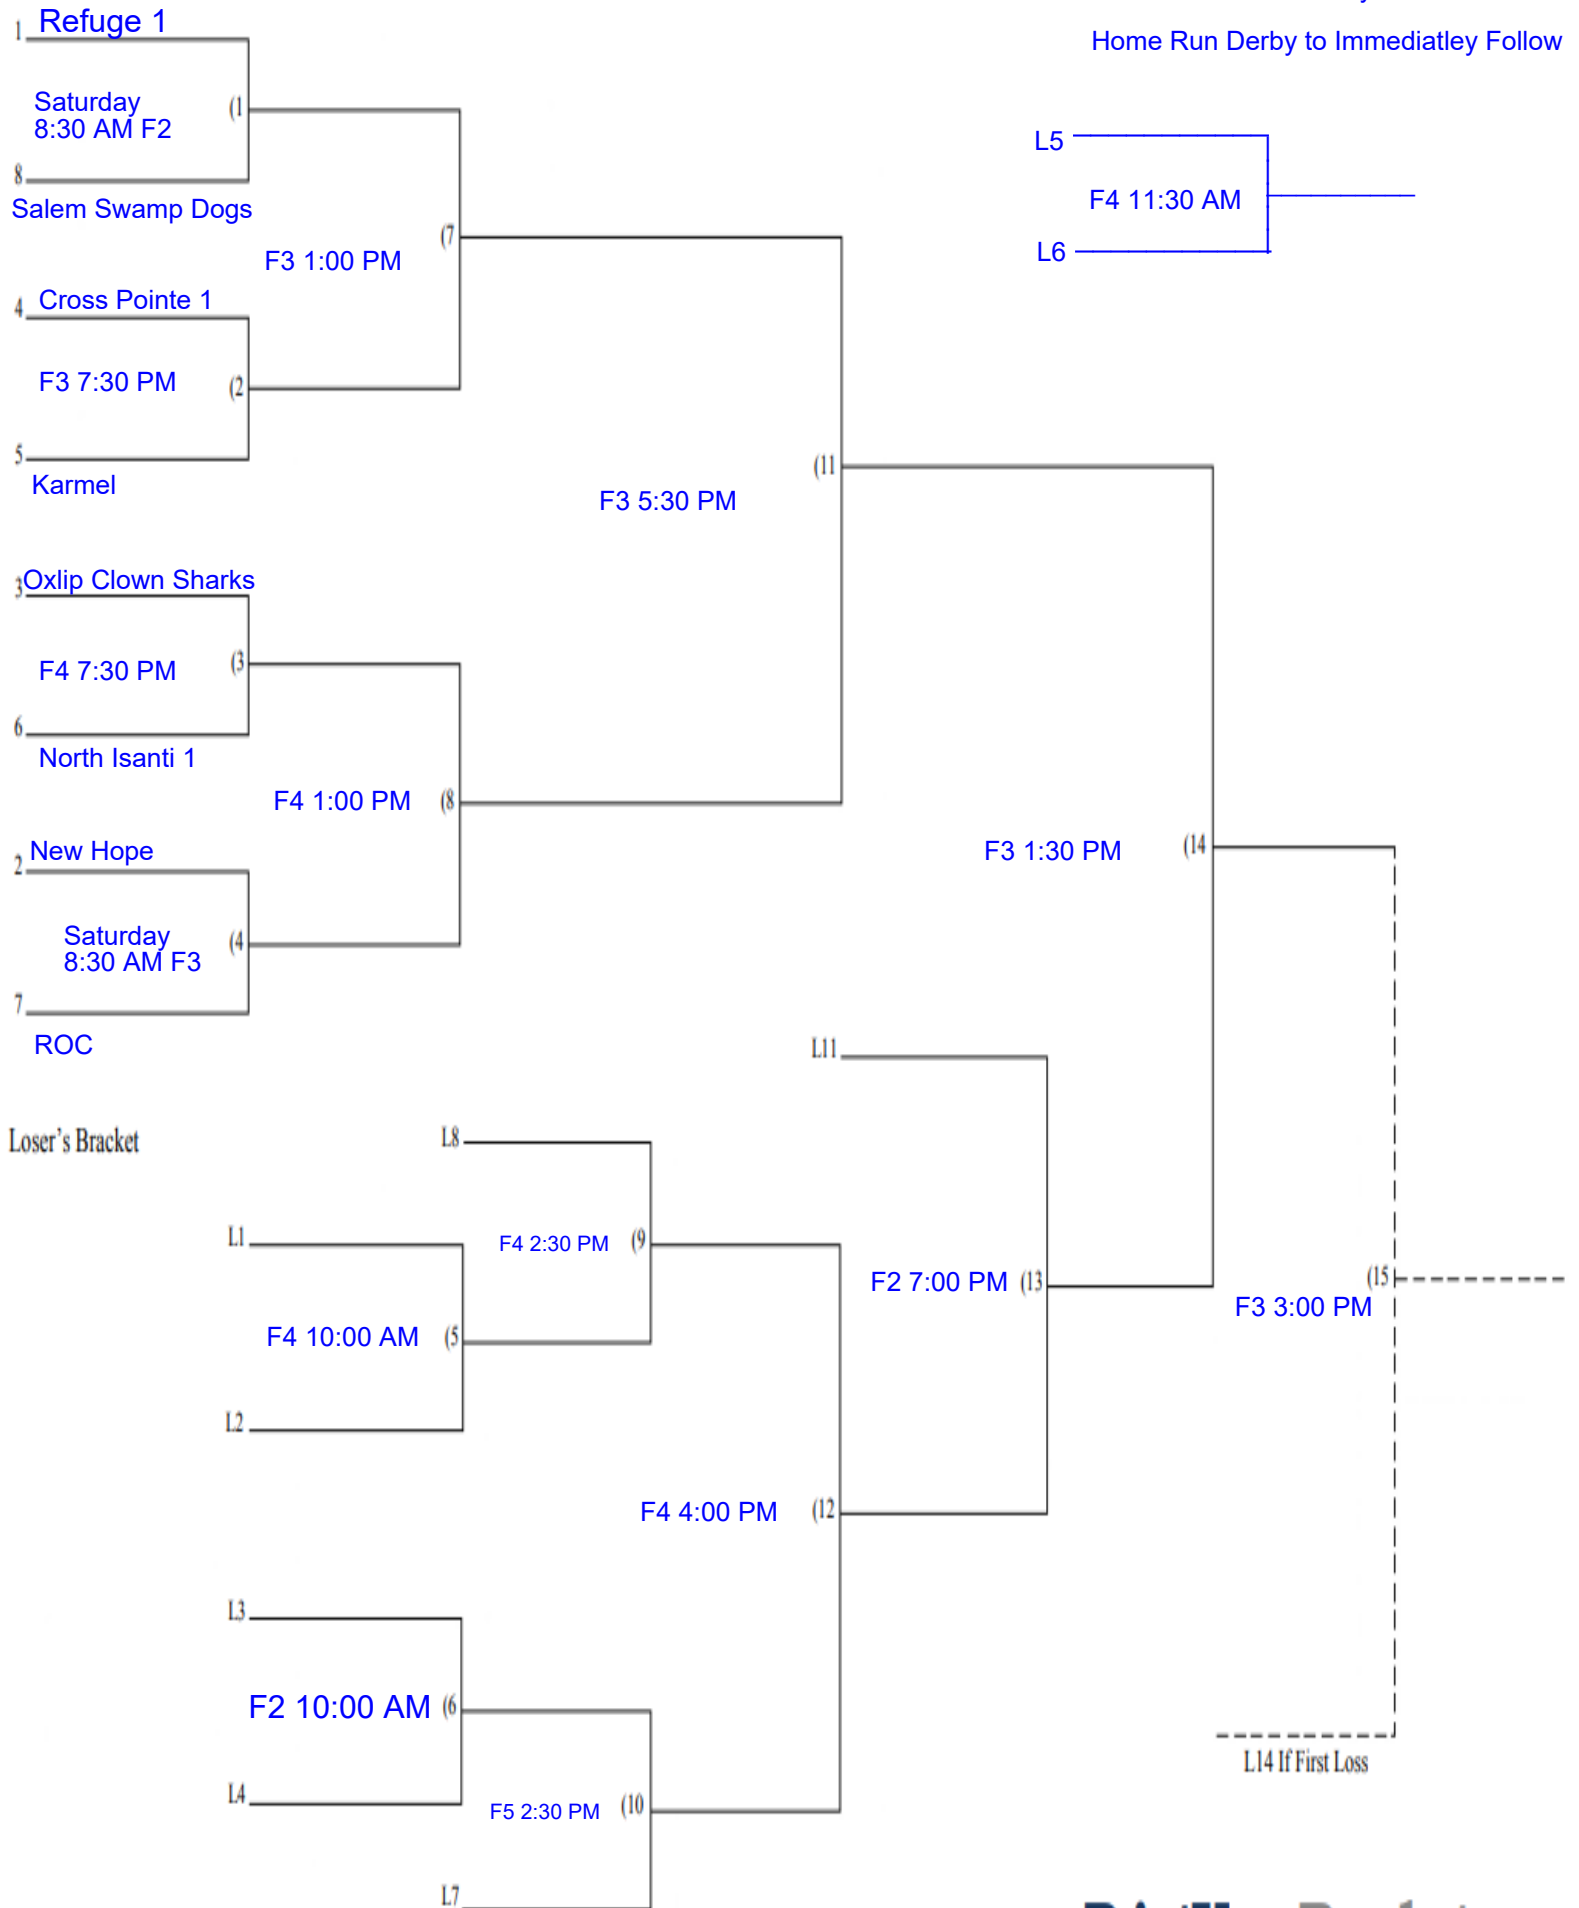 Home Run Derby to Immediatley Follow
1 Refuge 1
Saturday
8:30 AM F2
(1
8
Salem Swamp Dogs
L5
F4 11:30 AM
L6
(7
F3 1:00 PM
4 Cross Pointe 1
F3 7:30 PM
(2
5
Karmel
(11
F3 5:30 PM
3 Oxlip Clown Sharks
F4 7:30 PM
(3
6
North Isanti 1
F4 1:00 PM
(8
2 New Hope
F3 1:30 PM
(14
Saturday
8:30 AM F3
(4
7
ROC
L11
Loser's Bracket
L8
L1
F4 2:30 PM
(9
F2 7:00 PM
(13
(15
F3 3:00 PM
F4 10:00 AM
(5
L2
F4 4:00 PM
(12
L3
F2 10:00 AM
(6
L14 If First Loss
L4
F5 2:30 PM
(10
L7